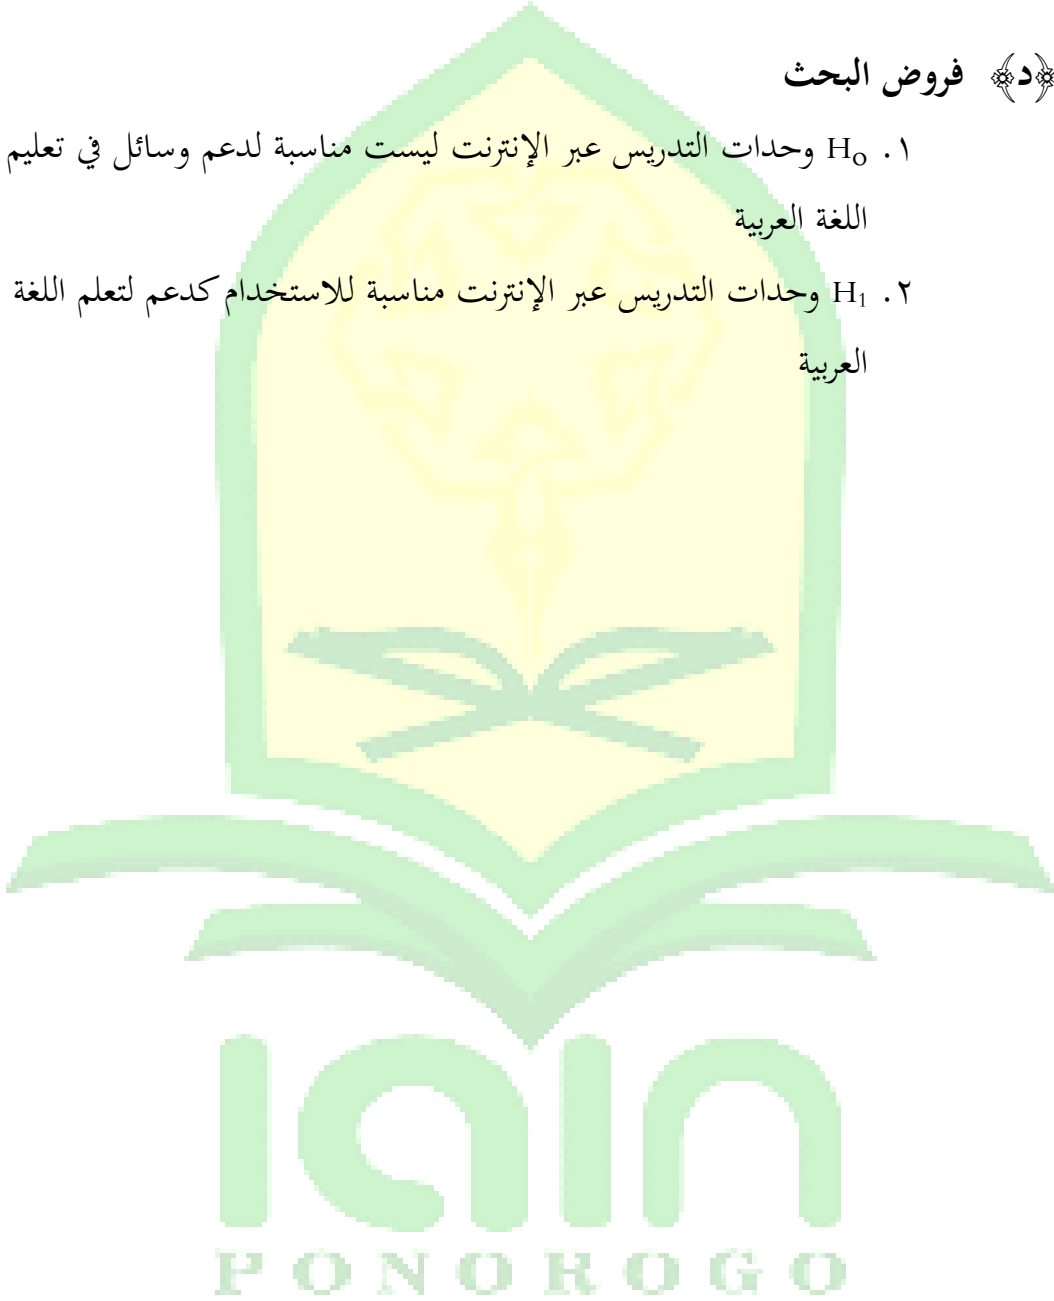 ﴿د﴾ فروض البحث
١. H₀ وحدات التدريس عبر الإنترنت ليست مناسبة لدعم وسائل في تعليم
اللغة العربية
٢. H₁ وحدات التدريس عبر الإنترنت مناسبة للاستخدام كدعم لتعلم اللغة
العربية
iain
PONOROGO